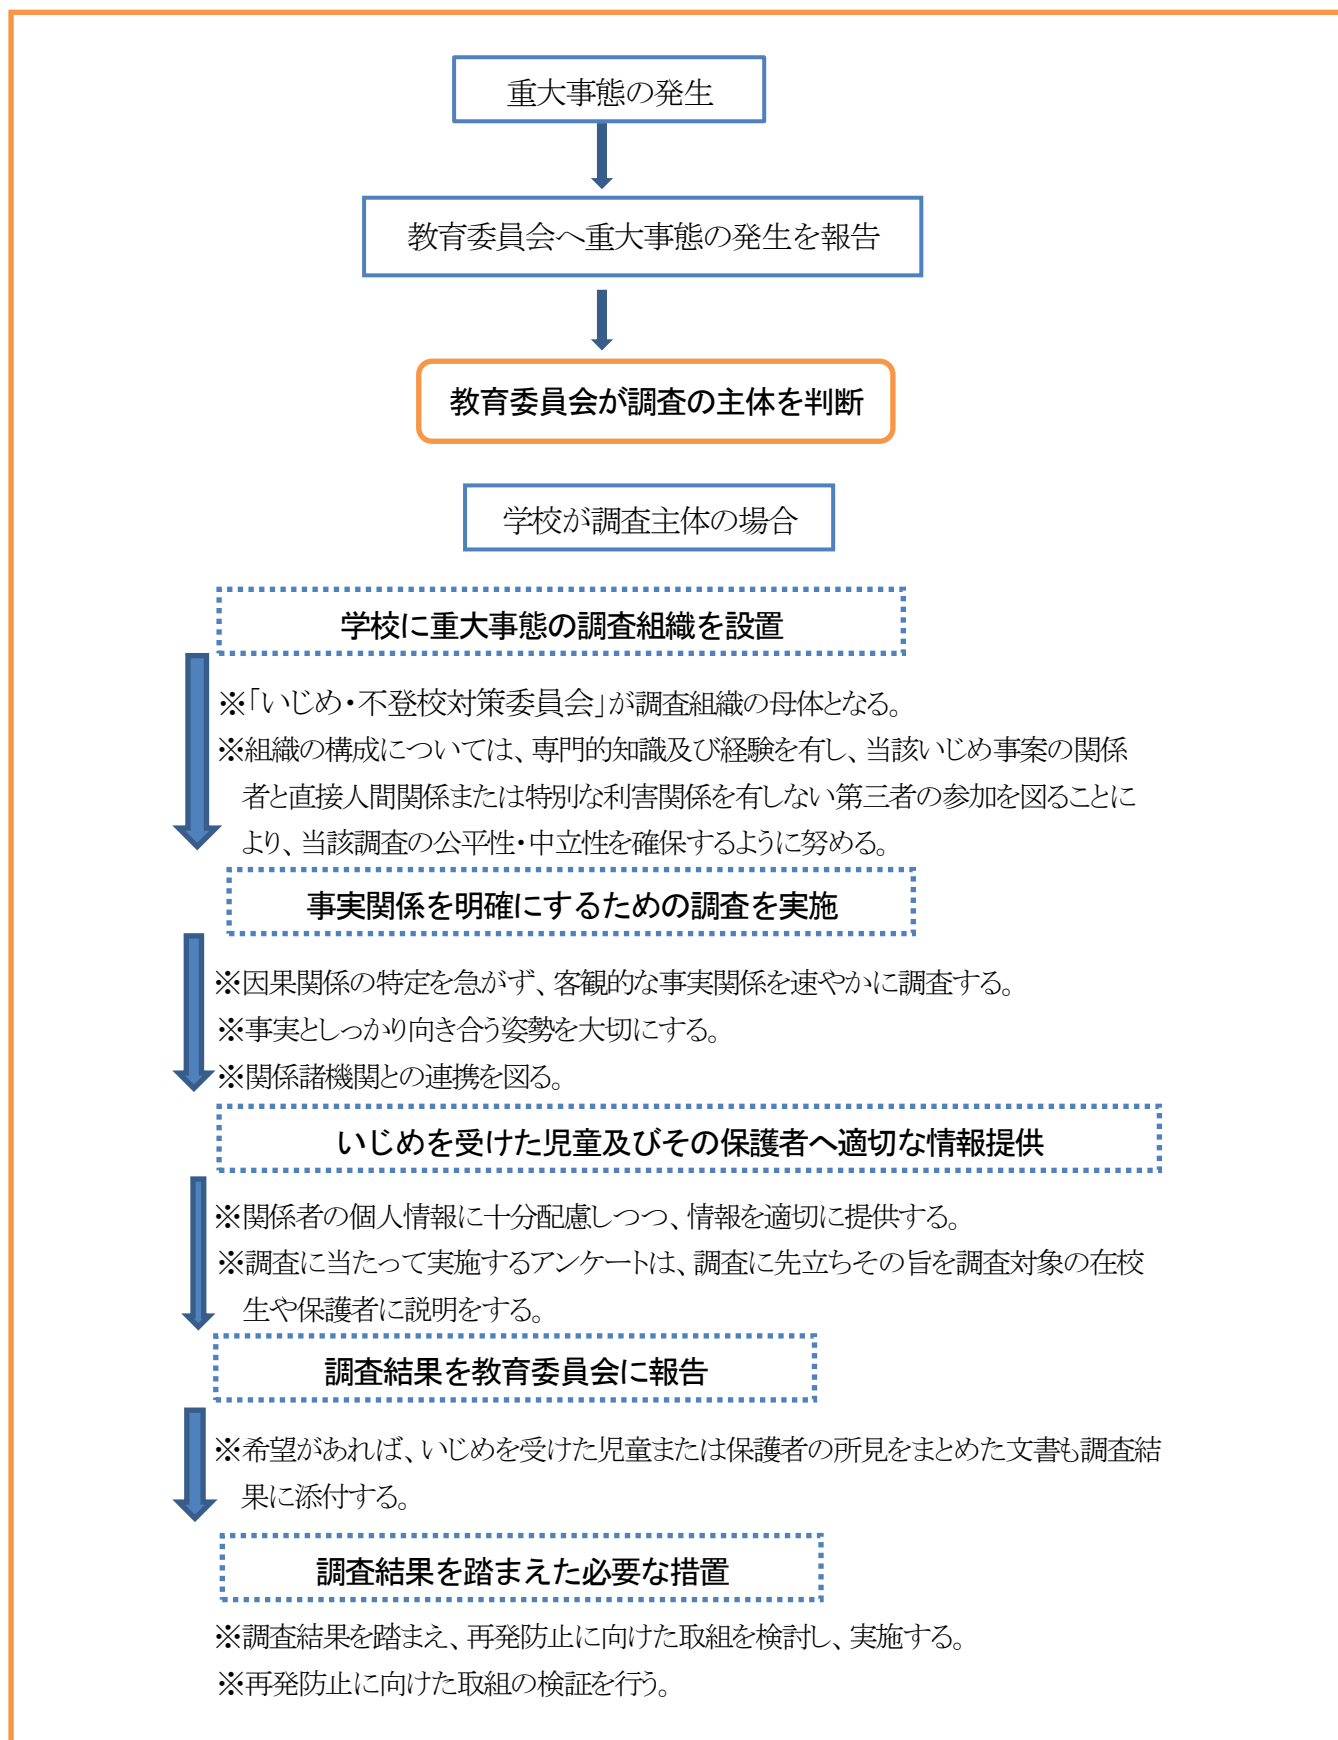 重大事態の発生
教育委員会へ重大事態の発生を報告
教育委員会が調査の主体を判断
学校が調査主体の場合
学校に重大事態の調査組織を設置
※「いじめ・不登校対策委員会」が調査組織の母体となる。
※組織の構成については、専門的知識及び経験を有し、当該いじめ事案の関係
者と直接人間関係または特別な利害関係を有しない第三者の参加を図ることに
より、当該調査の公平性・中立性を確保するように努める。
事実関係を明確にするための調査を実施
※因果関係の特定を急がず、客観的な事実関係を速やかに調査する。
※事実としっかり向き合う姿勢を大切にする。
※関係諸機関との連携を図る。
いじめを受けた児童及びその保護者へ適切な情報提供
※関係者の個人情報に十分配慮しつつ、情報を適切に提供する。
※調査に当たって実施するアンケートは、調査に先立ちその旨を調査対象の在校
生や保護者に説明をする。
調査結果を教育委員会に報告
※希望があれば、いじめを受けた児童または保護者の所見をまとめた文書も調査結
果に添付する。
調査結果を踏まえた必要な措置
※調査結果を踏まえ、再発防止に向けた取組を検討し、実施する。
※再発防止に向けた取組の検証を行う。